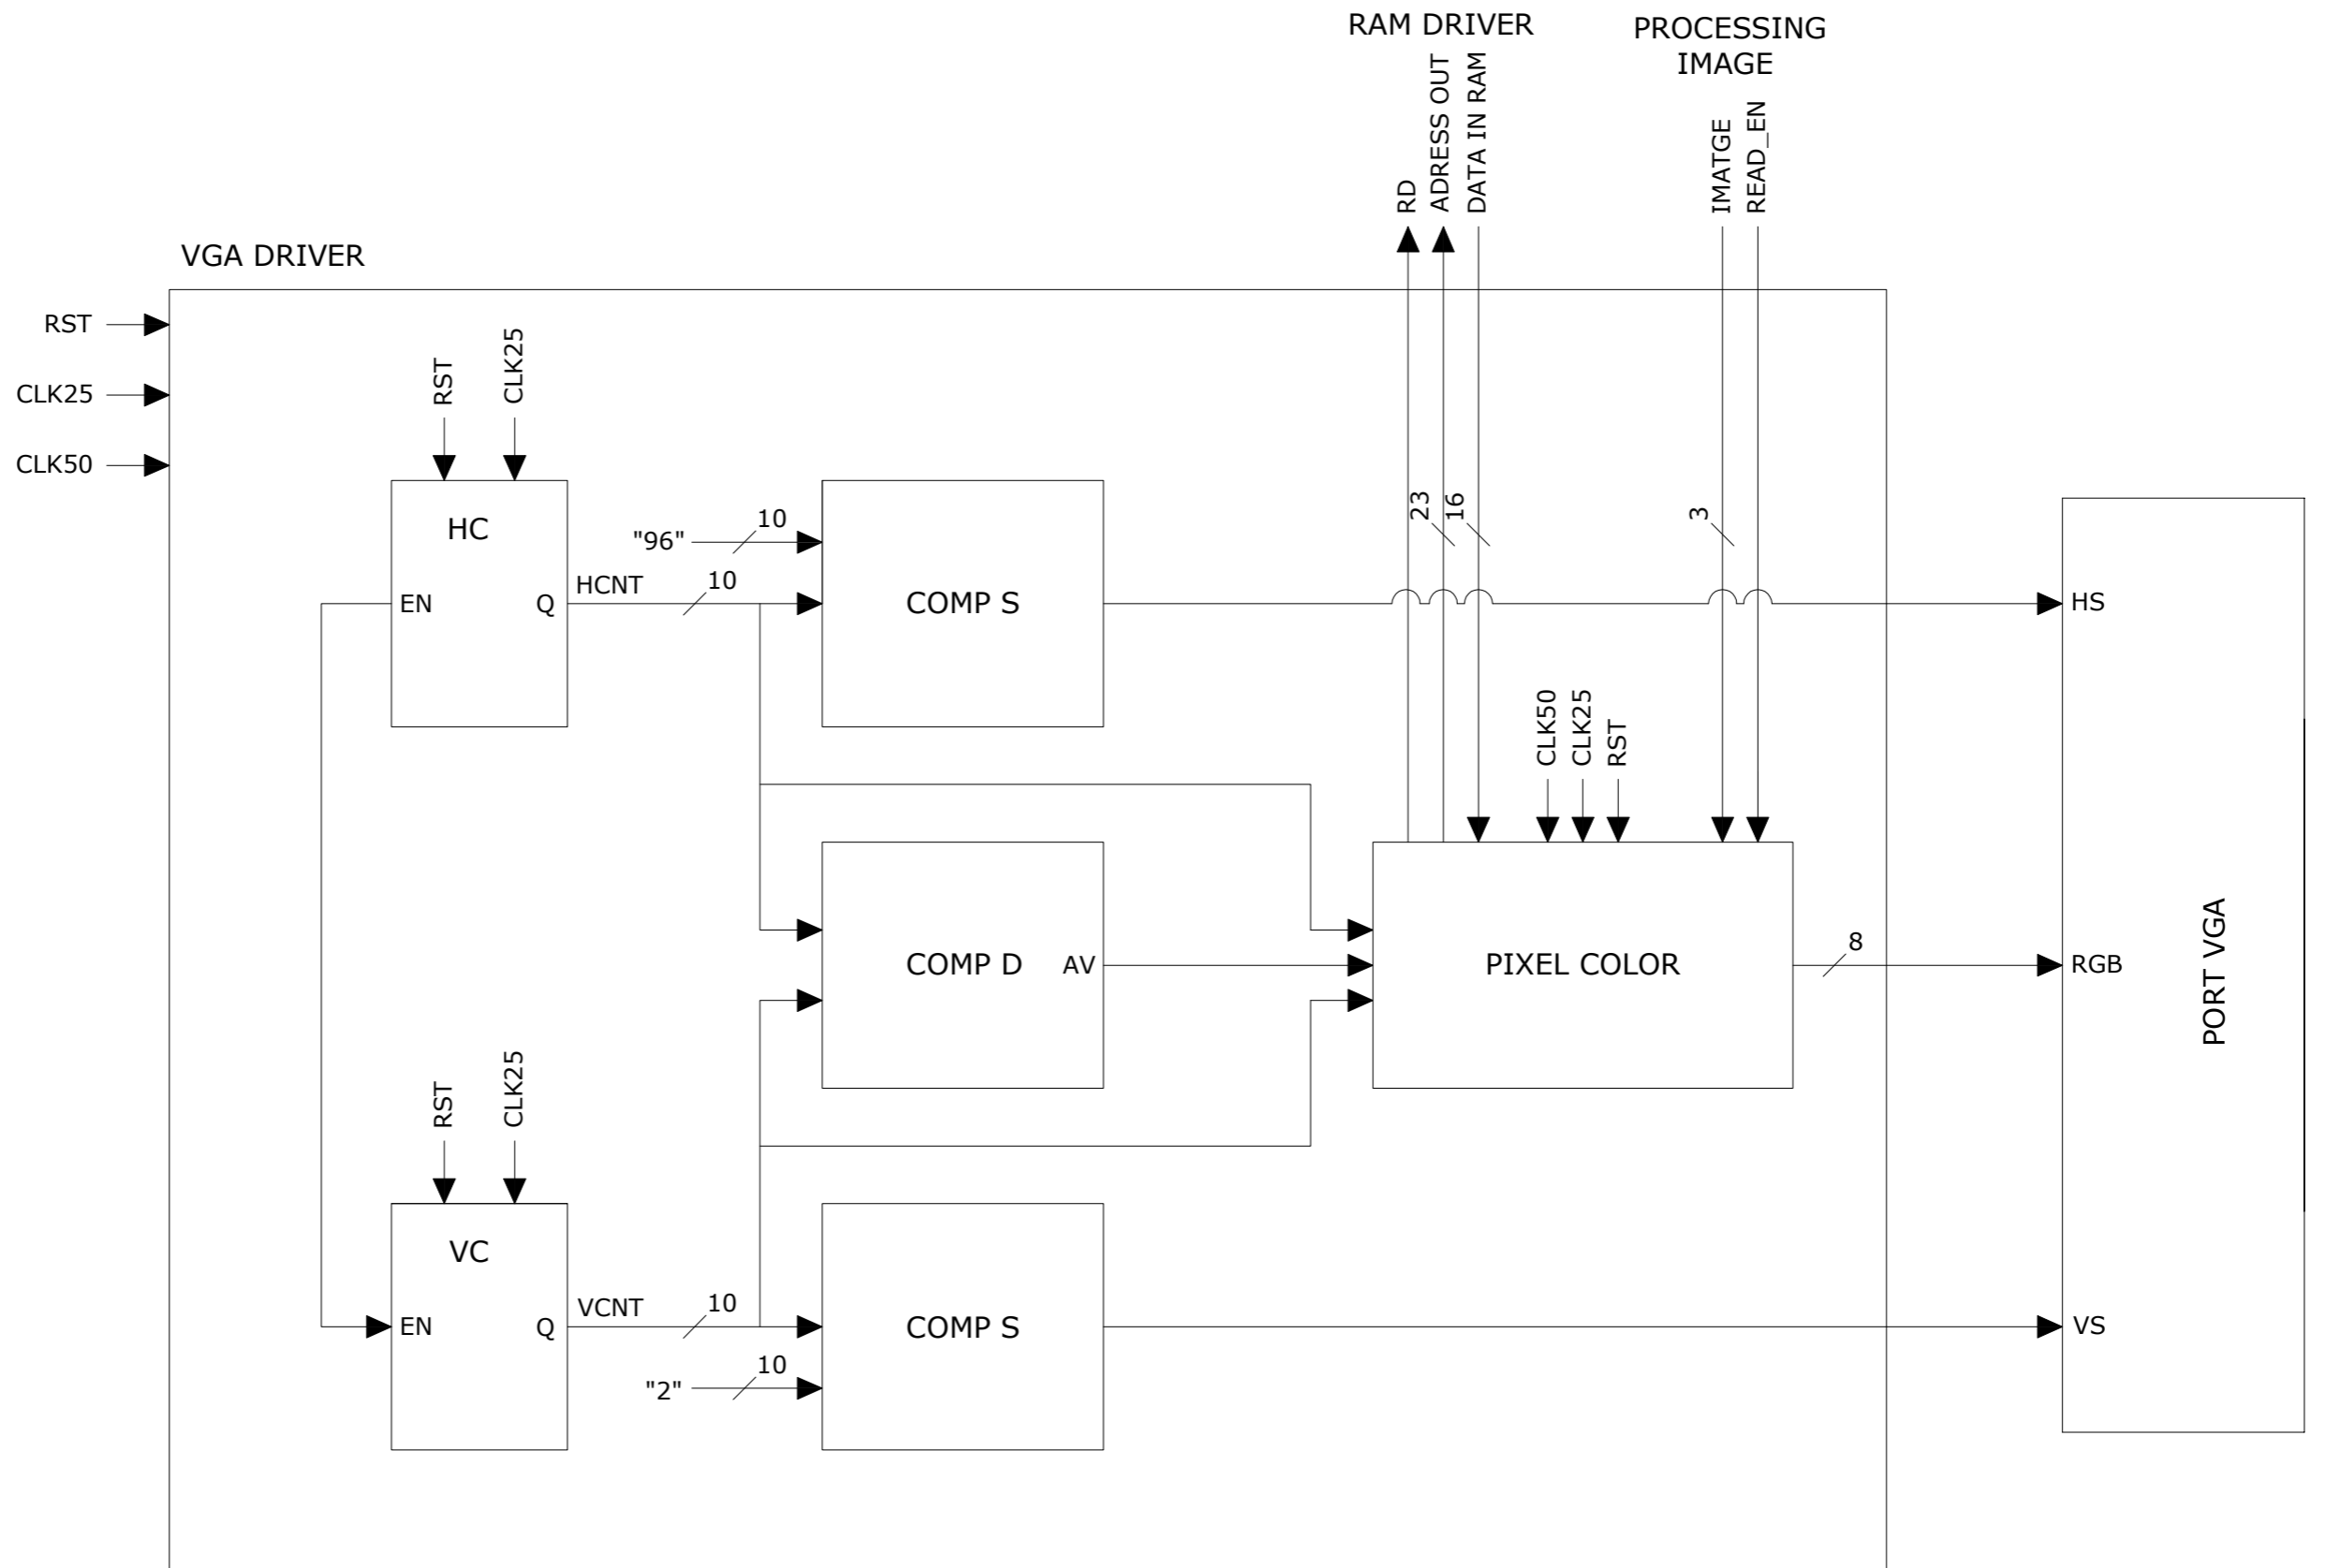 RAM DRIVER
PROCESSING
IMAGE
RD
ADRESS OUT
DATA IN RAM
IMATGE
READ_EN
VGA DRIVER
RST
CLK25
CLK50
RST
CLK25
HC
EN
Q
HCNT
10
"96"
10
COMP S
23
16
3
HS
CLK50
CLK25
RST
COMP D
AV
PIXEL COLOR
8
RGB
PORT VGA
RST
CLK25
VC
EN
Q
VCNT
10
"2"
10
COMP S
VS